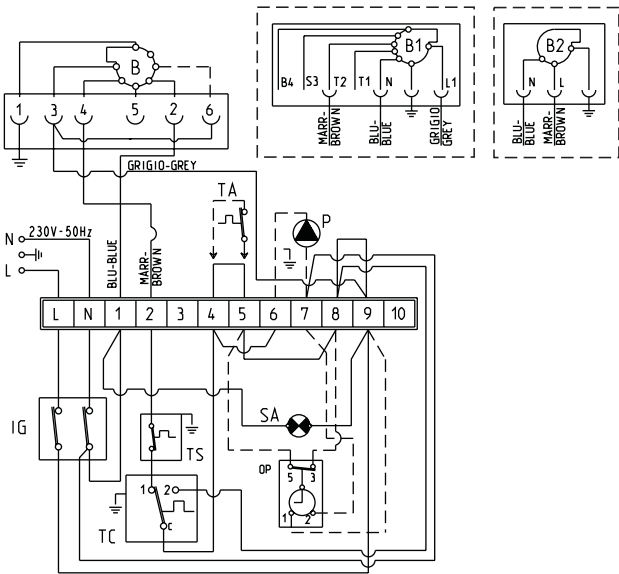 B
1 3 4 5 2 6
B1
B4 S3 T2 T1 N L1
MARR-
BROWN
BLU-
BLUE
GRIGIO
GREY
B2
N L
BLU-
BLUE
MARR-
BROWN
GRIGIO-GREY
TA
P
N 230V-50Hz
L
BLU-BLUE
MARR-
BROWN
L N 1 2 3 4 5 6 7 8 9 10
IG
TS
SA
OP
5 3
1 2
1 2
C
TC